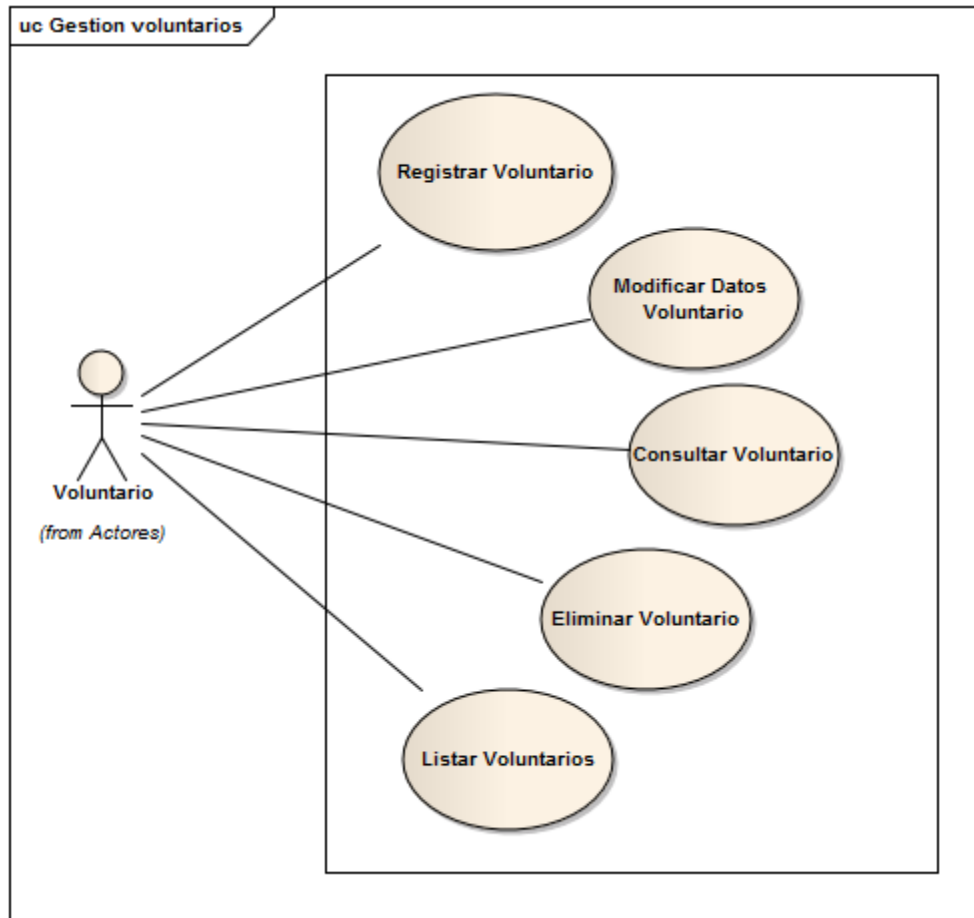 uc Gestion voluntarios
Registrar Voluntario
Modificar Datos
Voluntario
Consultar Voluntario
Voluntario
(from Actores)
Eliminar Voluntario
Listar Voluntarios